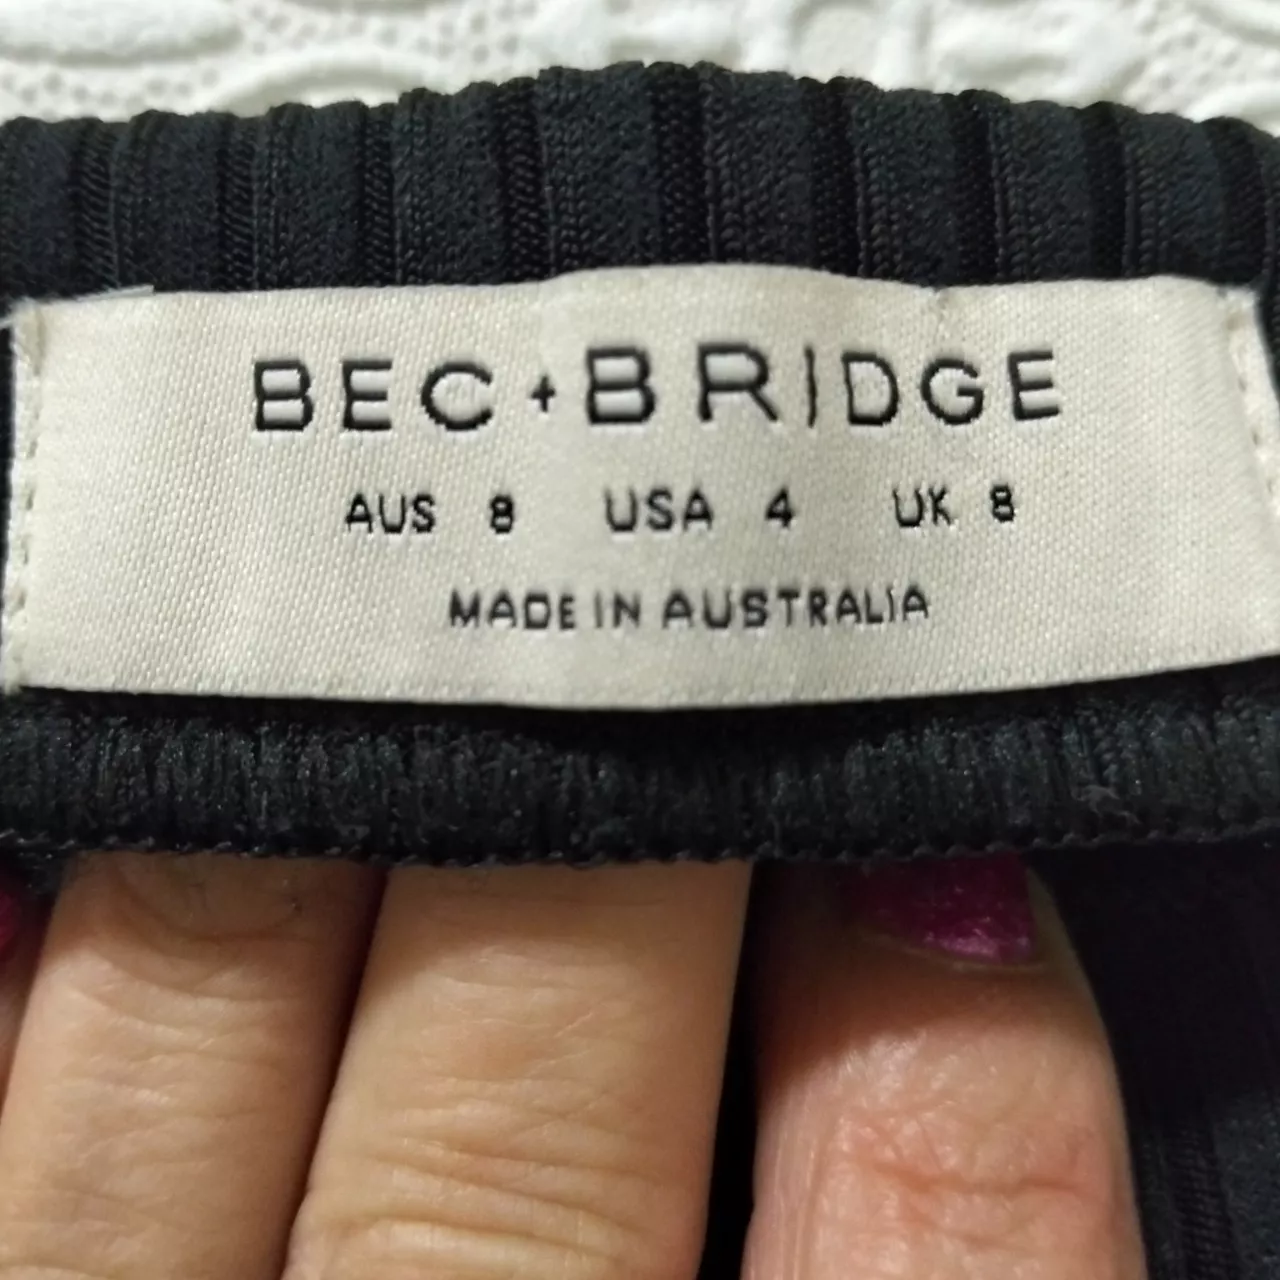 BEC+BRIDGE
AUS 8 USA 4 UK 8
MADE IN AUSTRALIA